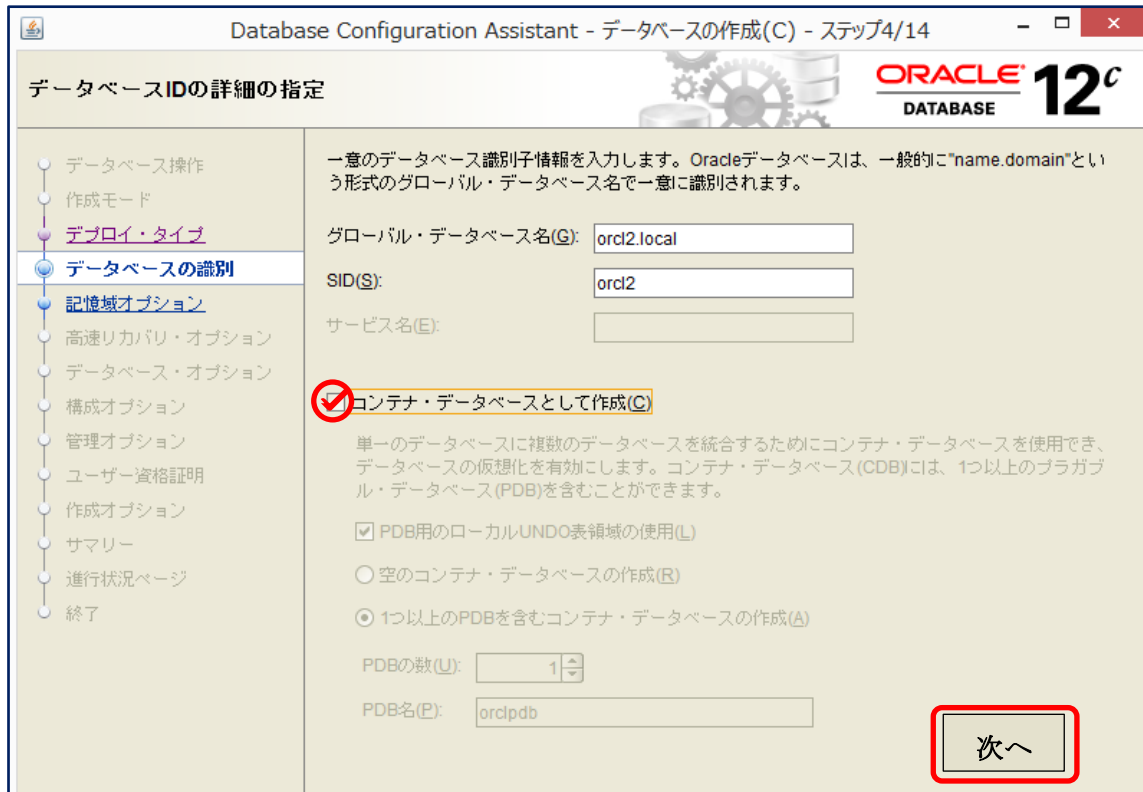 Database Configuration Assistant - データベースの作成(C) - ステップ4/14
データベースIDの詳細の指定
ORACLE
DATABASE
12c
データベース操作
作成モード
デプロイ・タイプ
データベースの識別
記憶域オプション
高速リカバリ・オプション
データベース・オプション
構成オプション
管理オプション
ユーザー資格証明
作成オプション
サマリー
進行状況ページ
終了
一意のデータベース識別子情報を入力します。Oracleデータベースは、一般的に"name.domain"とい
う形式のグローバル・データベース名で一意に識別されます。
グローバル・データベース名(G): orcl2.local
SID(S): orcl2
サービス名(E):
コンテナ・データベースとして作成(C)
単一のデータベースに複数のデータベースを統合するためにコンテナ・データベースを使用でき、
データベースの仮想化を有効にします。コンテナ・データベース(CDB)には、1つ以上のプラガブ
ル・データベース(PDB)を含むことができます。
PDB用のローカルUNDO表領域の使用(L)
空のコンテナ・データベースの作成(R)
1つ以上のPDBを含むコンテナ・データベースの作成(A)
PDBの数(U): 1
PDB名(P): orclpdb
次へ